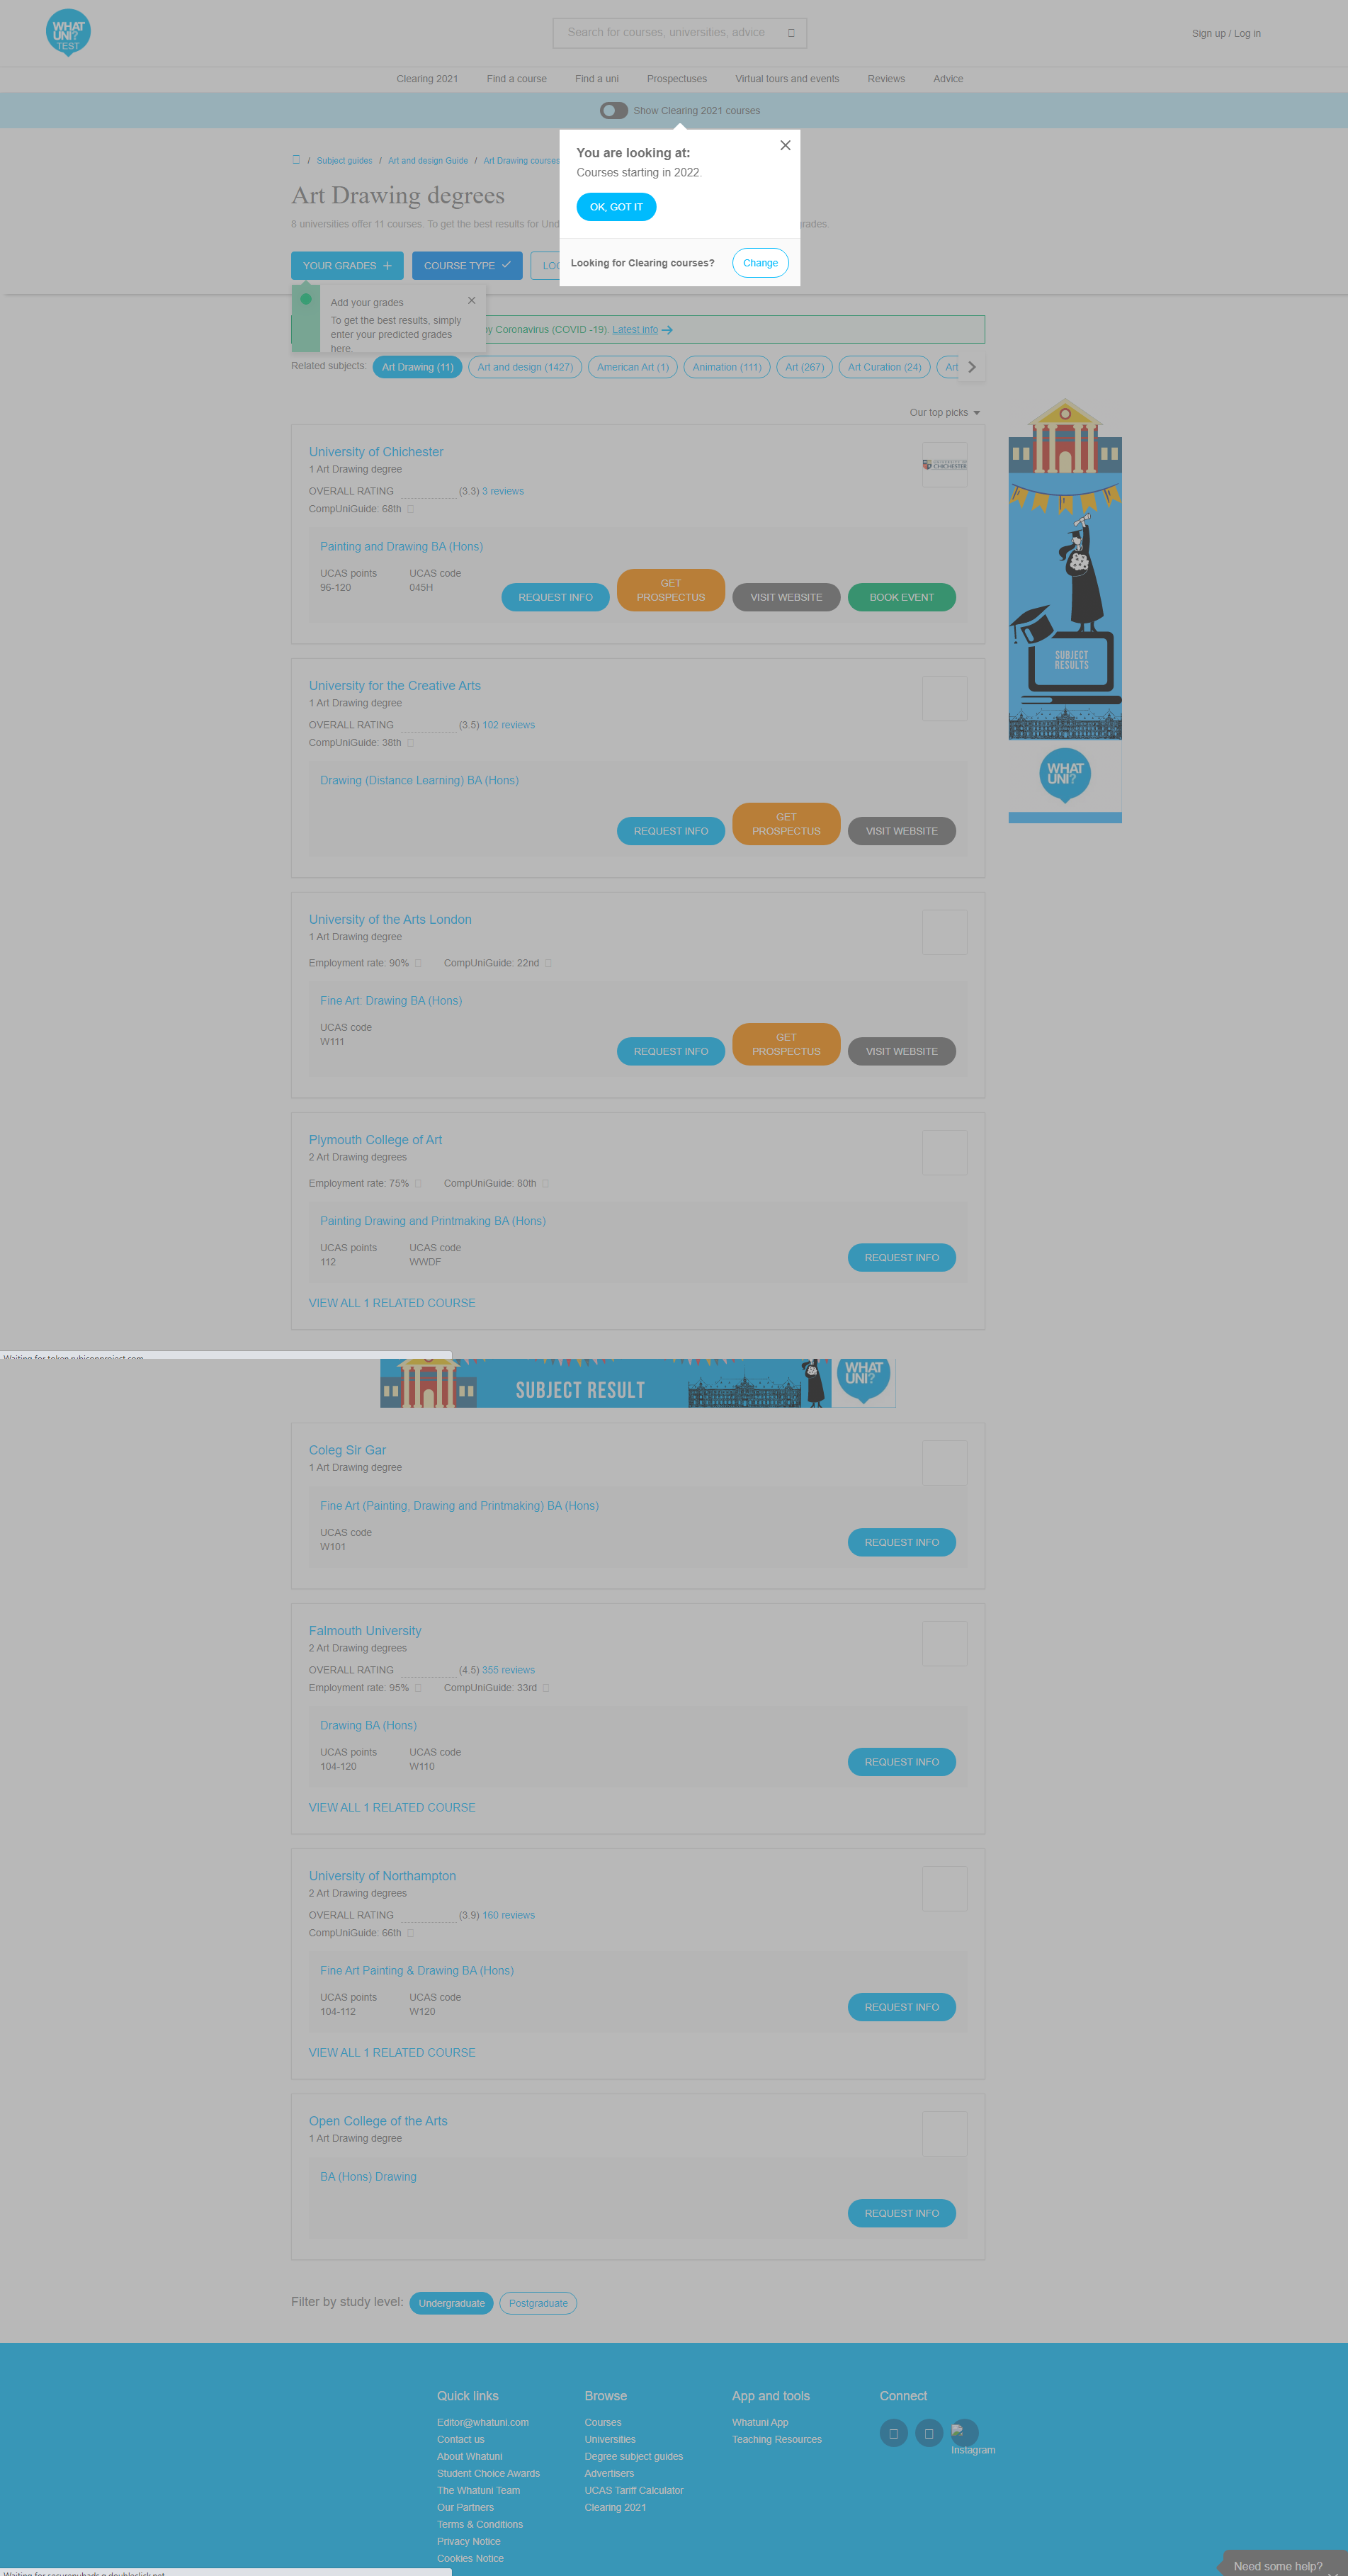 WHAT
UNI?
TEST
Search for courses, universities, advice
Sign up / Log in
Clearing 2021 Find a course Find a uni Prospectuses Virtual tours and events Reviews Advice
Show Clearing 2021 courses
You are looking at:
Courses starting in 2022.
OK, GOT IT
Looking for Clearing courses? Change
/ Subject guides / Art and design Guide / Art Drawing courses
Art Drawing degrees
8 universities offer 11 courses. To get the best results for Und grades.
YOUR GRADES COURSE TYPE LOC
Add your grades
To get the best results, simply
enter your predicted grades
here.
by Coronavirus (COVID -19). Latest info
Related subjects: Art Drawing (11) Art and design (1427) American Art (1) Animation (111) Art (267) Art Curation (24) Art
Our top picks
University of Chichester
1 Art Drawing degree
CHICHESTER
OVERALL RATING (3.3) 3 reviews
CompUniGuide: 68th
Painting and Drawing BA (Hons)
UCAS points UCAS code
96-120 045H
REQUEST INFO GET PROSPECTUS VISIT WEBSITE BOOK EVENT
SUBJECT
RESULTS
WHAT
UNI?
University for the Creative Arts
1 Art Drawing degree
OVERALL RATING (3.5) 102 reviews
CompUniGuide: 38th
Drawing (Distance Learning) BA (Hons)
REQUEST INFO GET PROSPECTUS VISIT WEBSITE
University of the Arts London
1 Art Drawing degree
Employment rate: 90% CompUniGuide: 22nd
Fine Art: Drawing BA (Hons)
UCAS code
W111
REQUEST INFO GET PROSPECTUS VISIT WEBSITE
Plymouth College of Art
2 Art Drawing degrees
Employment rate: 75% CompUniGuide: 80th
Painting Drawing and Printmaking BA (Hons)
UCAS points UCAS code
112 WWDF
REQUEST INFO
VIEW ALL 1 RELATED COURSE
Waiting for token.rubiconproject.com
SUBJECT RESULT
WHAT
UNI?
Coleg Sir Gar
1 Art Drawing degree
Fine Art (Painting, Drawing and Printmaking) BA (Hons)
UCAS code
W101
REQUEST INFO
Falmouth University
2 Art Drawing degrees
OVERALL RATING (4.5) 355 reviews
Employment rate: 95% CompUniGuide: 33rd
Drawing BA (Hons)
UCAS points UCAS code
104-120 W110
REQUEST INFO
VIEW ALL 1 RELATED COURSE
University of Northampton
2 Art Drawing degrees
OVERALL RATING (3.9) 160 reviews
CompUniGuide: 66th
Fine Art Painting & Drawing BA (Hons)
UCAS points UCAS code
104-112 W120
REQUEST INFO
VIEW ALL 1 RELATED COURSE
Open College of the Arts
1 Art Drawing degree
BA (Hons) Drawing
REQUEST INFO
Filter by study level: Undergraduate Postgraduate
Quick links Browse App and tools Connect
Editor@whatuni.com Courses Whatuni App
Contact us Universities Teaching Resources
About Whatuni Degree subject guides Instagram
Student Choice Awards Advertisers
The Whatuni Team UCAS Tariff Calculator
Our Partners Clearing 2021
Terms & Conditions
Privacy Notice
Cookies Notice
Need some help?